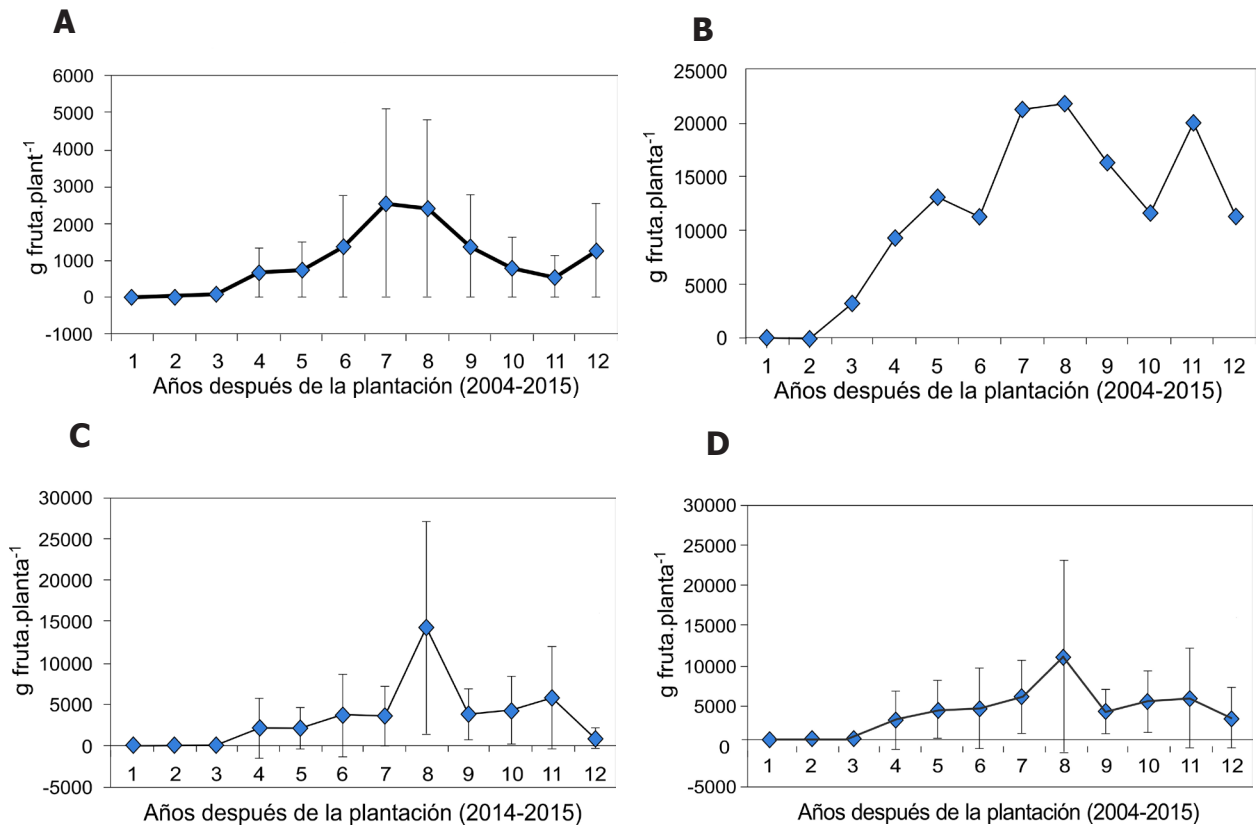 A
g fruta.plant⁻¹
6000
5000
4000
3000
2000
1000
0
-1000
1 2 3 4 5 6 7 8 9 10 11 12
Años después de la plantación (2004-2015)
B
g fruta.planta⁻¹
25000
20000
15000
10000
5000
0
1 2 3 4 5 6 7 8 9 10 11 12
Años después de la plantación (2004-2015)
C
g fruta.planta⁻¹
30000
25000
20000
15000
10000
5000
0
-5000
1 2 3 4 5 6 7 8 9 10 11 12
Años después de la plantación (2014-2015)
D
g fruta.planta⁻¹
30000
25000
20000
15000
10000
5000
0
-5000
1 2 3 4 5 6 7 8 9 10 11 12
Años después de la plantación (2004-2015)